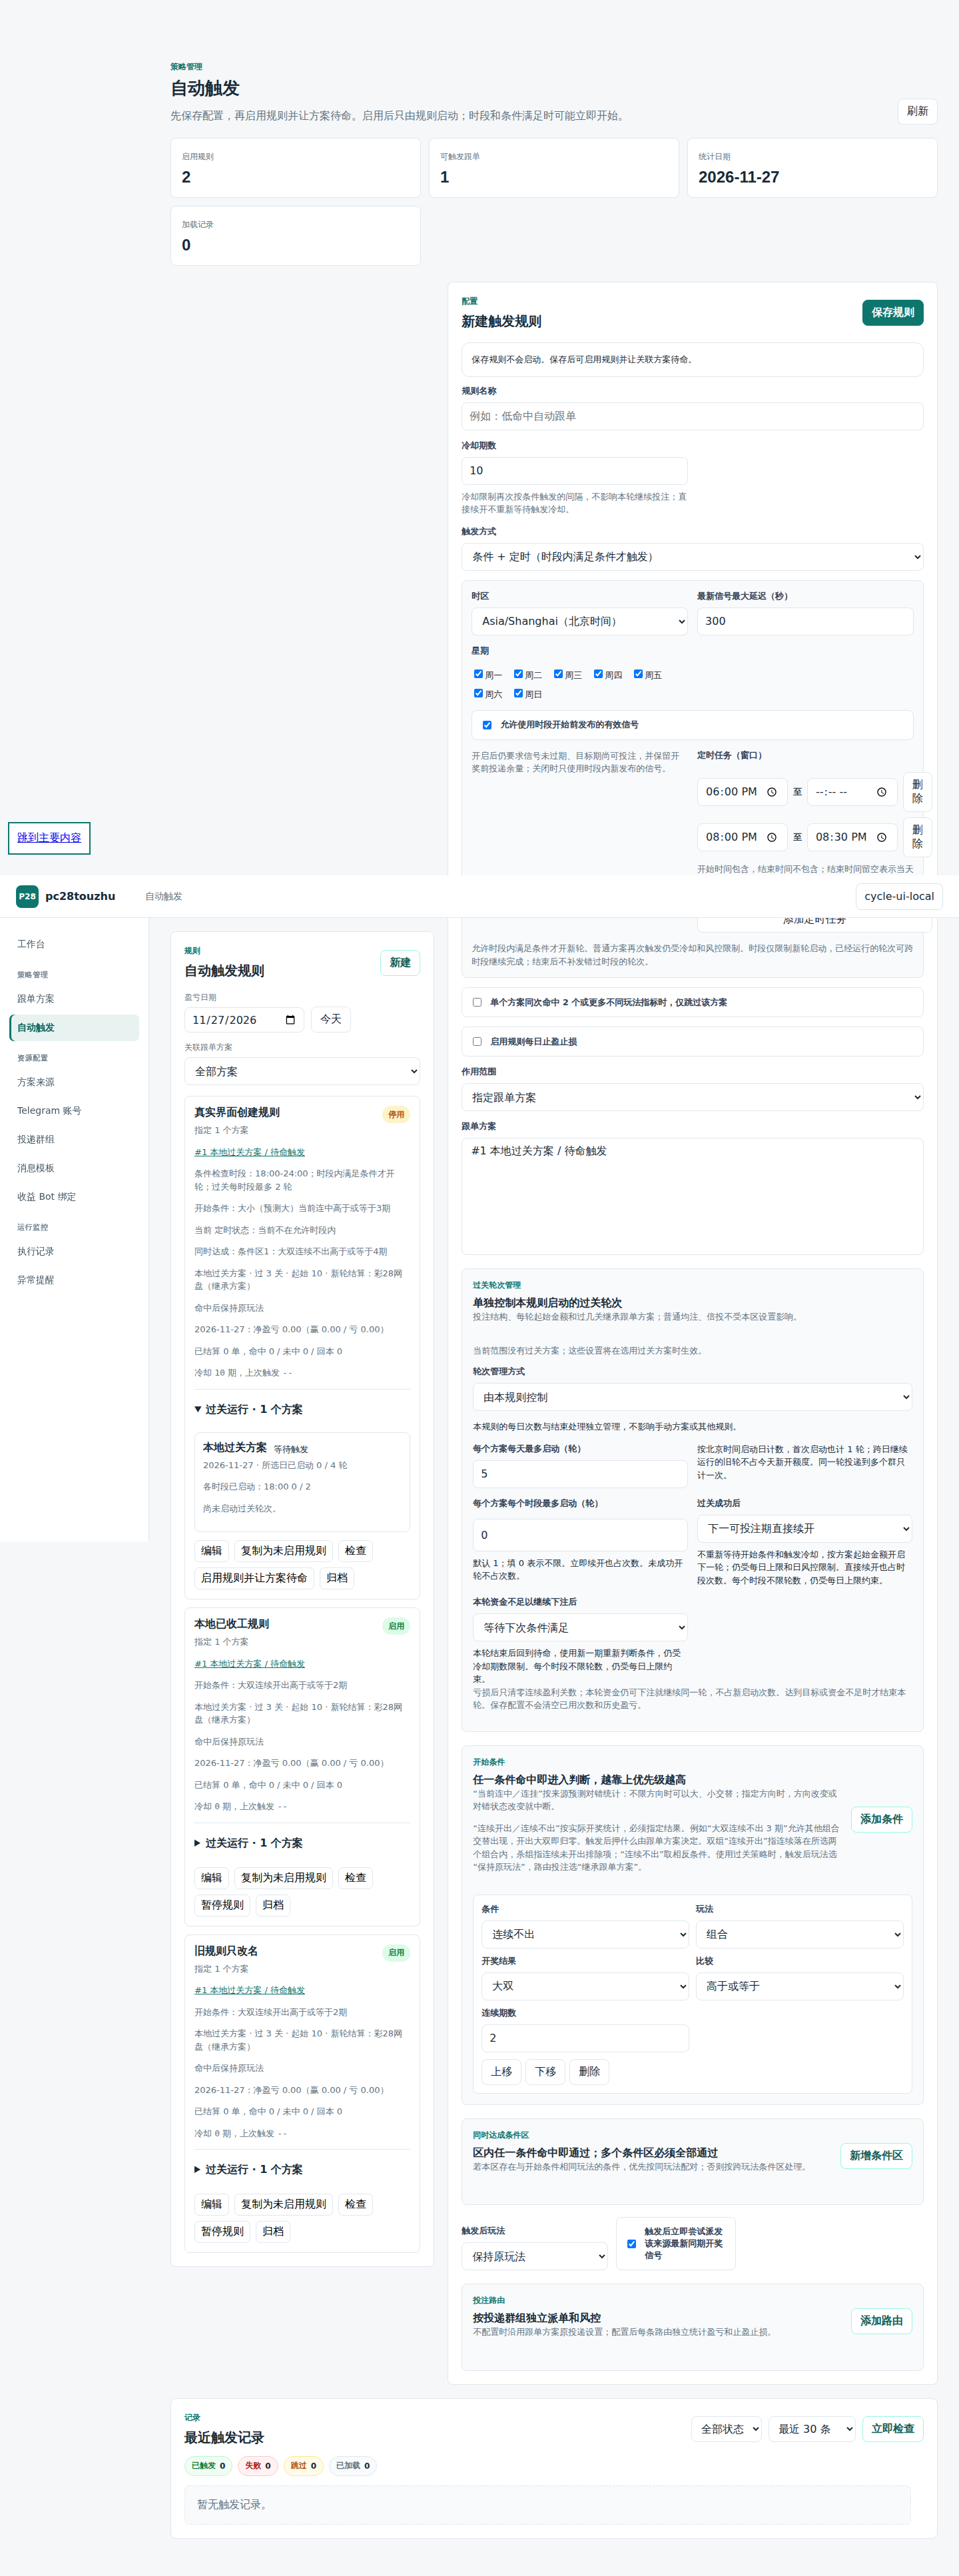 策略管理
自动触发
先保存配置，再启用规则并让方案待命。启用后只由规则启动；时段和条件满足时可能立即开始。
刷新
启用规则
2
可触发跟单
1
统计日期
2026-11-27
加载记录
0
配置
新建触发规则
保存规则
保存规则不会启动。保存后可启用规则并让关联方案待命。
规则名称
例如：低命中自动跟单
冷却期数
10
冷却限制再次按条件触发的间隔，不影响本轮继续投注；直
接续开不重新等待触发冷却。
触发方式
条件 + 定时（时段内满足条件才触发）
时区
最新信号最大延迟（秒）
Asia/Shanghai（北京时间）
300
星期
周一 周二 周三 周四 周五
周六 周日
允许使用时段开始前发布的有效信号
开启后仍要求信号未过期、目标期尚可投注，并保留开
奖前投递余量；关闭时只使用时段内新发布的信号。
定时任务（窗口）
06:00 PM 至 --:-- --
删除
08:00 PM 至 08:30 PM
删除
开始时间包含，结束时间不包含；结束时间留空表示当天
跳到主要内容
P28 pc28touzhu 自动触发 cycle-ui-local
添加定时任务
允许时段内满足条件才开新轮。普通方案再次触发仍受冷却和风控限制。时段仅限制新轮启动，已经运行的轮次可跨
时段继续完成；结束后不补发错过时段的轮次。
单个方案同次命中 2 个或更多不同玩法指标时，仅跳过该方案
启用规则每日止盈止损
作用范围
指定跟单方案
跟单方案
#1 本地过关方案 / 待命触发
过关轮次管理
单独控制本规则启动的过关轮次
投注结构、每轮起始金额和过几关继承跟单方案；普通均注、倍投不受本区设置影响。
当前范围没有过关方案；这些设置将在选用过关方案时生效。
轮次管理方式
由本规则控制
本规则的每日次数与结束处理独立管理，不影响手动方案或其他规则。
每个方案每天最多启动（轮）
5
按北京时间启动日计数，首次启动也计 1 轮；跨日继续
运行的旧轮不占今天新开额度。同一轮投递到多个群只
计一次。
每个方案每个时段最多启动（轮）
0
默认 1；填 0 表示不限。立即续开也占次数。未成功开
轮不占次数。
过关成功后
下一可投注期直接续开
不重新等待开始条件和触发冷却，按方案起始金额开启
下一轮；仍受每日上限和日风控限制。直接续开也占时
段次数。每个时段不限轮数，仍受每日上限约束。
本轮资金不足以继续下注后
等待下次条件满足
本轮结束后回到待命，使用新一期重新判断条件，仍受
冷却期数限制。每个时段不限轮数，仍受每日上限约
束。
亏损后只清零连续盈利关数；本轮资金仍可下注就继续同一轮，不占新启动次数。达到目标或资金不足时才结束本
轮。保存配置不会清空已用次数和历史盈亏。
开始条件
任一条件命中即进入判断，越靠上优先级越高
“当前连中／连挂”按来源预测对错统计：不限方向时可以大、小交替；指定方向时，方向改变或
对错状态改变就中断。
“连续开出／连续不出”按实际开奖统计，必须指定结果。例如“大双连续不出 3 期”允许其他组合
交替出现，开出大双即归零。触发后押什么由跟单方案决定。双组“连续开出”指连续落在所选两
个组合内，杀组指连续未开出排除项；“连续不出”取相反条件。使用过关策略时，触发后玩法选
“保持原玩法”，路由投注选“继承跟单方案”。
添加条件
条件
玩法
连续不出
组合
开奖结果
比较
大双
高于或等于
连续期数
2
上移 下移 删除
同时达成条件区
区内任一条件命中即通过；多个条件区必须全部通过
若本区存在与开始条件相同玩法的条件，优先按同玩法配对；否则按跨玩法条件区处理。
新增条件区
触发后玩法
保持原玩法
触发后立即尝试派发
该来源最新同期开奖
信号
投注路由
按投递群组独立派单和风控
不配置时沿用跟单方案原投递设置；配置后每条路由独立统计盈亏和止盈止损。
添加路由
工作台
策略管理
跟单方案
自动触发
资源配置
方案来源
Telegram 账号
投递群组
消息模板
收益 Bot 绑定
运行监控
执行记录
异常提醒
规则
自动触发规则
新建
盈亏日期
11/27/2026
今天
关联跟单方案
全部方案
真实界面创建规则
停用
指定 1 个方案
#1 本地过关方案 / 待命触发
条件检查时段：18:00-24:00；时段内满足条件才开
轮；过关每时段最多 2 轮
开始条件：大小（预测大）当前连中高于或等于3期
当前 定时状态：当前不在允许时段内
同时达成：条件区1：大双连续不出高于或等于4期
本地过关方案 · 过 3 关 · 起始 10 · 新轮结算：彩28网
盘（继承方案）
命中后保持原玩法
2026-11-27：净盈亏 0.00（赢 0.00 / 亏 0.00）
已结算 0 单，命中 0 / 未中 0 / 回本 0
冷却 10 期，上次触发 --
过关运行 · 1 个方案
本地过关方案 等待触发
2026-11-27 · 所选日已启动 0 / 4 轮
各时段已启动：18:00 0 / 2
尚未启动过关轮次。
编辑 复制为未启用规则 检查
启用规则并让方案待命 归档
本地已收工规则
启用
指定 1 个方案
#1 本地过关方案 / 待命触发
开始条件：大双连续开出高于或等于2期
本地过关方案 · 过 3 关 · 起始 10 · 新轮结算：彩28网
盘（继承方案）
命中后保持原玩法
2026-11-27：净盈亏 0.00（赢 0.00 / 亏 0.00）
已结算 0 单，命中 0 / 未中 0 / 回本 0
冷却 0 期，上次触发 --
过关运行 · 1 个方案
编辑 复制为未启用规则 检查
暂停规则 归档
旧规则只改名
启用
指定 1 个方案
#1 本地过关方案 / 待命触发
开始条件：大双连续开出高于或等于2期
本地过关方案 · 过 3 关 · 起始 10 · 新轮结算：彩28网
盘（继承方案）
命中后保持原玩法
2026-11-27：净盈亏 0.00（赢 0.00 / 亏 0.00）
已结算 0 单，命中 0 / 未中 0 / 回本 0
冷却 0 期，上次触发 --
过关运行 · 1 个方案
编辑 复制为未启用规则 检查
暂停规则 归档
记录
最近触发记录
全部状态 最近 30 条 立即检查
已触发 0 失败 0 跳过 0 已加载 0
暂无触发记录。